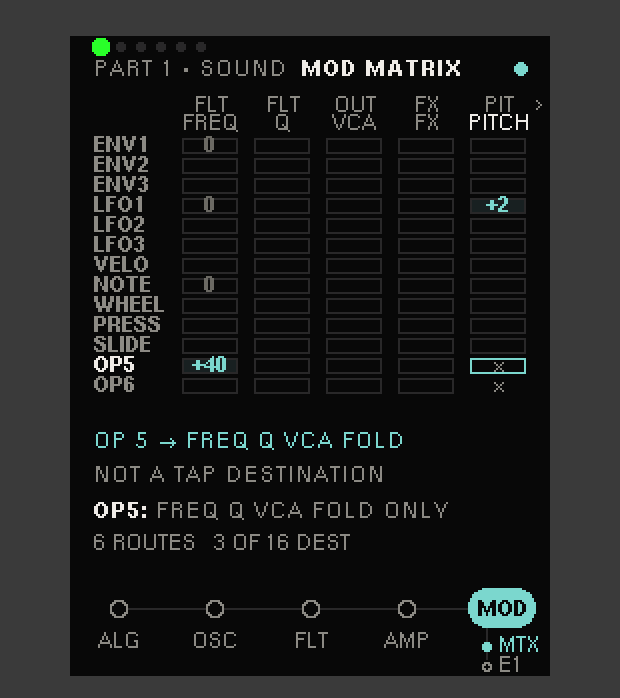 PART 1 · SOUND MOD MATRIX
FLT FLT OUT FX PIT >
FREQ Q VCA FX PITCH
ENV1 0
ENV2
ENV3
LFO1 0 +2
LFO2
LFO3
VELO
NOTE 0
WHEEL
PRESS
SLIDE
OP5 +40 ×
OP6 ×
OP 5 → FREQ Q VCA FOLD
NOT A TAP DESTINATION
OP5: FREQ Q VCA FOLD ONLY
6 ROUTES 3 OF 16 DEST
ALG OSC FLT AMP MOD
MTX
E1